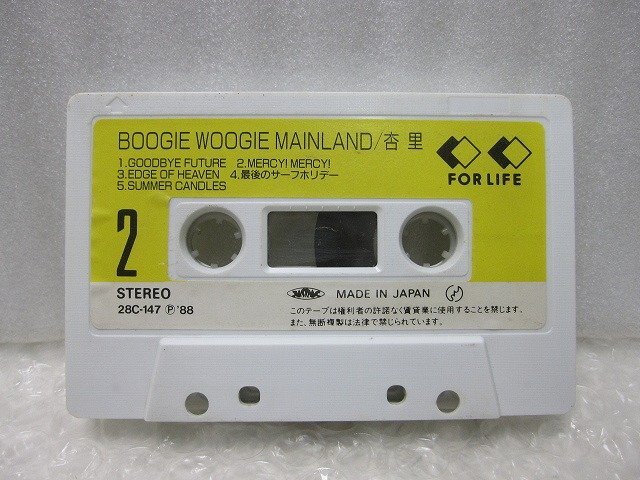 BOOGIE WOOGIE MAINLAND/杏 里
1.GOODBYE FUTURE 2.MERCY! MERCY!
3.EDGE OF HEAVEN 4.最後のサーフホリデー
5.SUMMER CANDLES
FOR LIFE
2
STEREO
28C-147 Ⓟ'88
MADE IN JAPAN
このテープは権利者の許諾なく賃貸業に使用することを禁じます。
また、無断複製は法律で禁じられています。